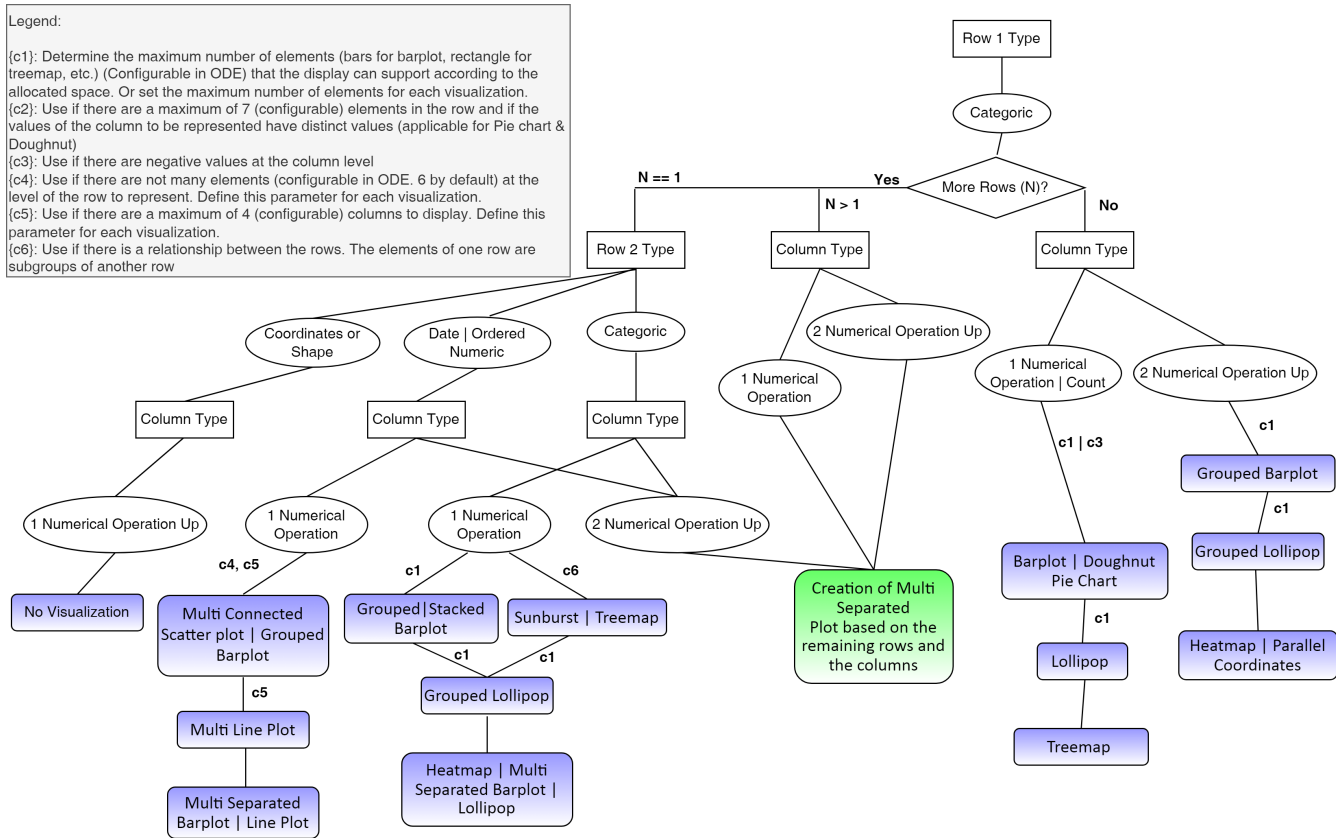 Legend:
{c1}: Determine the maximum number of elements (bars for barplot, rectangle for
treemap, etc.) (Configurable in ODE) that the display can support according to the
allocated space. Or set the maximum number of elements for each visualization.
{c2}: Use if there are a maximum of 7 (configurable) elements in the row and if the
values of the column to be represented have distinct values (applicable for Pie chart &
Doughnut)
{c3}: Use if there are negative values at the column level
{c4}: Use if there are not many elements (configurable in ODE. 6 by default) at the
level of the row to represent. Define this parameter for each visualization.
{c5}: Use if there are a maximum of 4 (configurable) columns to display. Define this
parameter for each visualization.
{c6}: Use if there is a relationship between the rows. The elements of one row are
subgroups of another row
Row 1 Type
Categoric
More Rows (N)?
Yes
N == 1
N > 1
No
Row 2 Type
Column Type
Column Type
Coordinates or
Shape
Date | Ordered
Numeric
Categoric
2 Numerical Operation Up
1 Numerical
Operation
1 Numerical
Operation | Count
2 Numerical Operation Up
Column Type
Column Type
Column Type
c1 | c3
c1
Grouped Barplot
c1
1 Numerical Operation Up
1 Numerical
Operation
1 Numerical
Operation
2 Numerical Operation Up
Grouped Lollipop
c4, c5
c1
c6
No Visualization
Multi Connected
Scatter plot | Grouped
Barplot
Grouped|Stacked
Barplot
Sunburst | Treemap
Creation of Multi
Separated
Plot based on the
remaining rows and
the columns
Barplot | Doughnut
Pie Chart
c1
Lollipop
Heatmap | Parallel
Coordinates
c1
c1
c5
Grouped Lollipop
Multi Line Plot
Treemap
Multi Separated
Barplot | Line Plot
Heatmap | Multi
Separated Barplot |
Lollipop